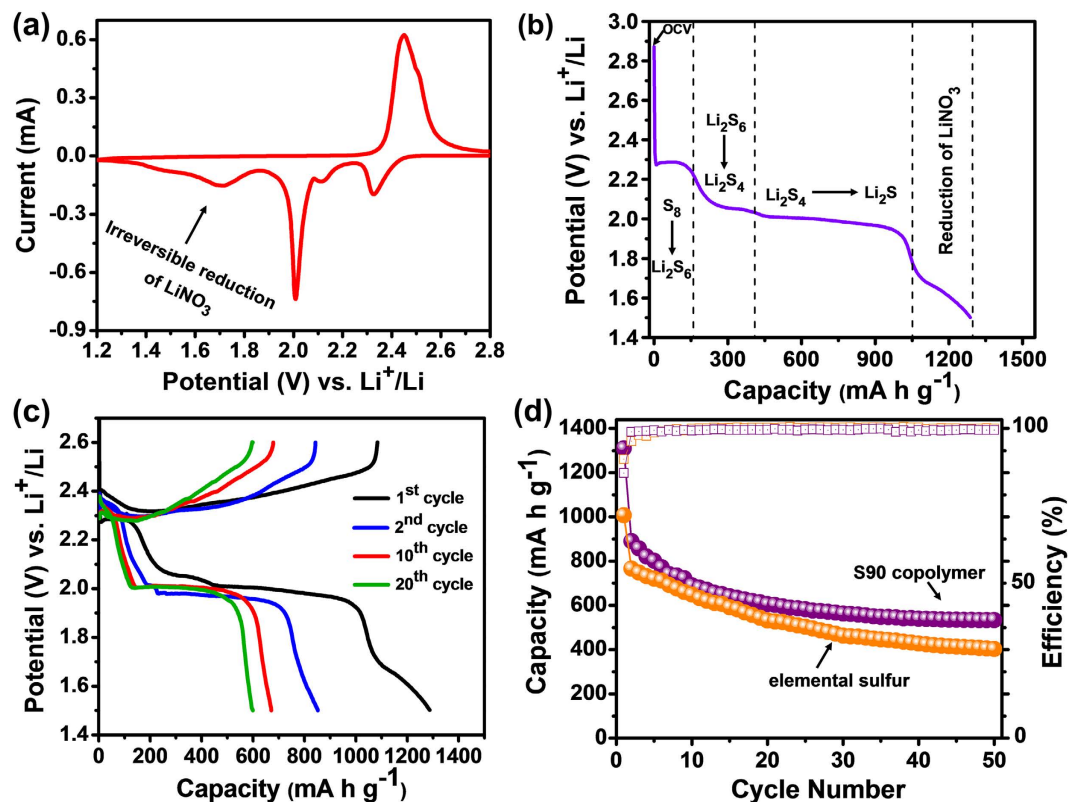 (a)
0.6
0.3
0.0
-0.3
-0.6
-0.9
Current (mA)
Irreversible reduction
of LiNO₃
1.2 1.4 1.6 1.8 2.0 2.2 2.4 2.6 2.8
Potential (V) vs. Li⁺/Li
(b)
3.0
2.8
2.6
2.4
2.2
2.0
1.8
1.6
1.4
Potential (V) vs. Li⁺/Li
OCV
S₈
Li₂S₆
Li₂S₆
Li₂S₄
Li₂S₄
Li₂S
Reduction of LiNO₃
0 300 600 900 1200 1500
Capacity (mA h g⁻¹)
(c)
2.6
2.4
2.2
2.0
1.8
1.6
1.4
Potential (V) vs. Li⁺/Li
1ˢᵗ cycle
2ⁿᵈ cycle
10ᵗʰ cycle
20ᵗʰ cycle
0 200 400 600 800 1000 1200 1400
Capacity (mA h g⁻¹)
(d)
1400
1200
1000
800
600
400
200
0
Capacity (mA h g⁻¹)
S90 copolymer
elemental sulfur
100
50
0
Efficiency (%)
0 10 20 30 40 50
Cycle Number